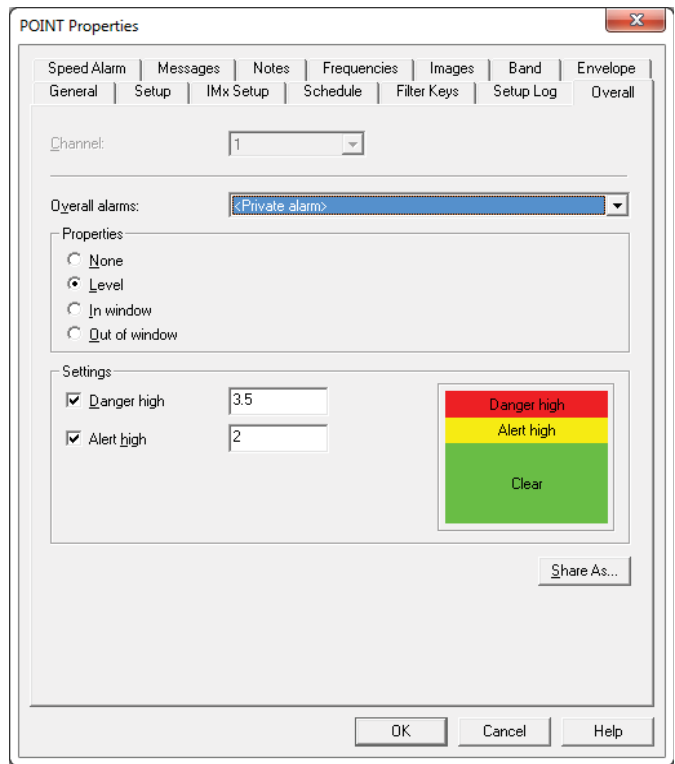 POINT Properties
Speed Alarm Messages Notes Frequencies Images Band Envelope
General Setup IMx Setup Schedule Filter Keys Setup Log Overall
Channel: 1
Overall alarms: <Private alarm>
Properties
None
Level
In window
Out of window
Settings
Danger high 3.5
Alert high 2
Danger high
Alert high
Clear
Share As...
OK Cancel Help